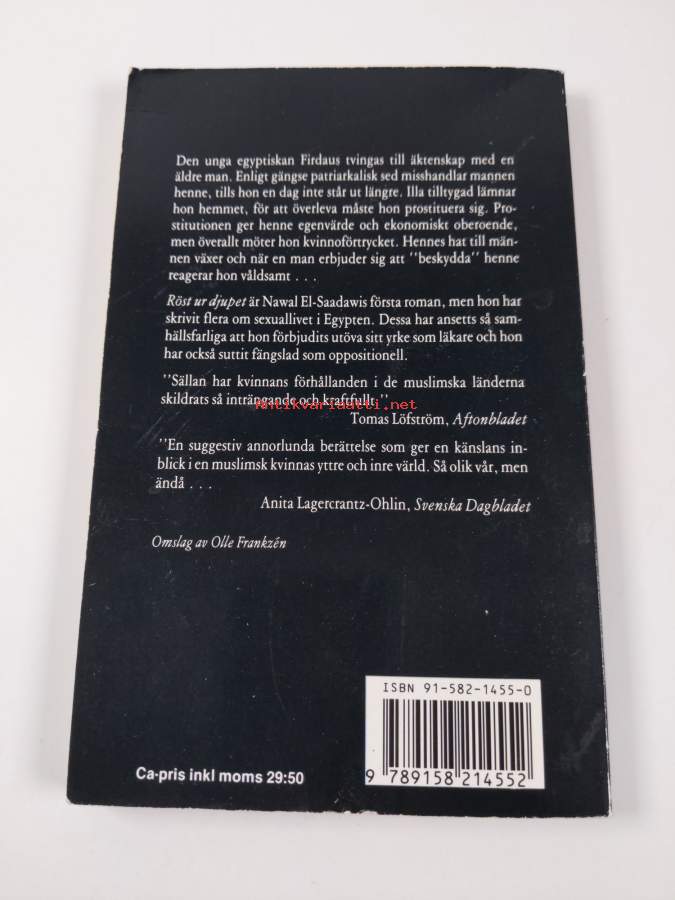 Den unga egyptiskan Firdaus tvingas till äktenskap med en
äldre man. Enligt gängse patriarkalisk sed misshandlar mannen
henne, tills hon en dag inte står ut längre. Illa tilltygad lämnar
hon hemmet, för att överleva måste hon prostituera sig. Pro-
stitutionen ger henne egenvärde och ekonomiskt oberoende,
men överallt möter hon kvinnoförtrycket. Hennes hat till män-
nen växer och när en man erbjuder sig att "beskydda" henne
reagerar hon våldsamt . . .
Röst ur djupet är Nawal El-Saadawis första roman, men hon har
skrivit flera om sexuallivet i Egypten. Dessa har ansetts så sam-
hällsfarliga att hon förbjudits utöva sitt yrke som läkare och hon
har också suttit fängslad som oppositionell.
"Sällan har kvinnans förhållanden i de muslimska länderna
skildrats så inträngande och kraftfullt."
Antikvariaatti.net
Tomas Löfström, Aftonbladet
"En suggestiv annorlunda berättelse som ger en känslans in-
blick i en muslimsk kvinnas yttre och inre värld. Så olik vår, men
ändå . . .
Anita Lagercrantz-Ohlin, Svenska Dagbladet
Omslag av Olle Frankzén
ISBN 91-582-1455-0
Ca-pris inkl moms 29:50
9 789158 214552